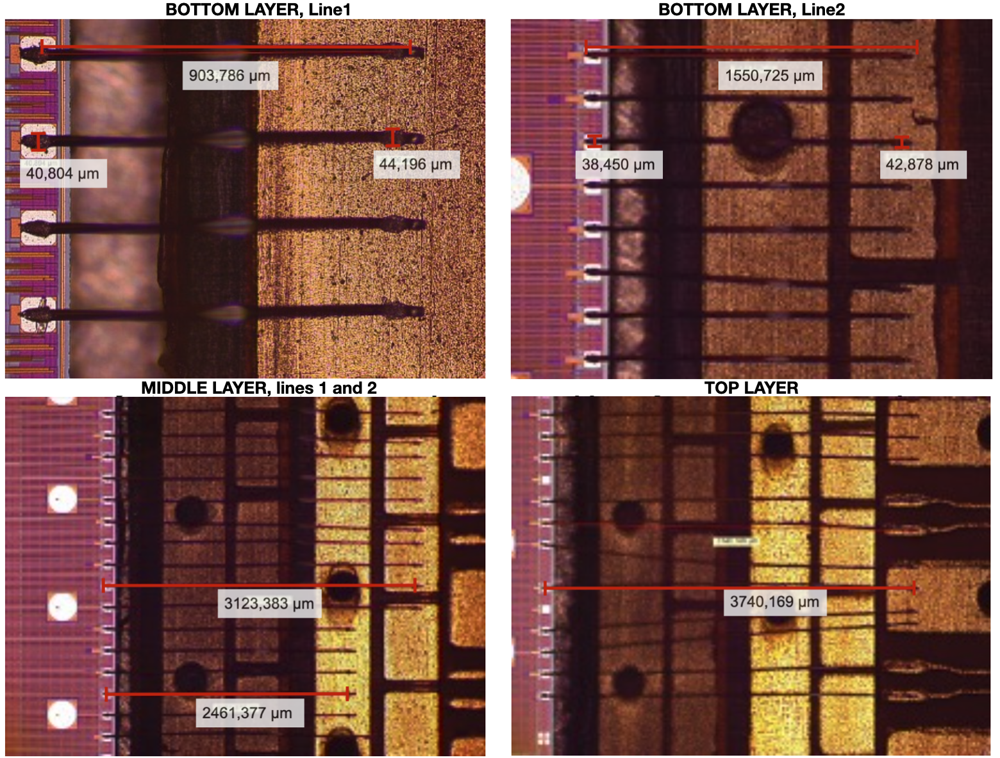 BOTTOM LAYER, Line1
903,786 µm
40,804 µm
44,196 µm
BOTTOM LAYER, Line2
1550,725 µm
38,450 µm
42,878 µm
MIDDLE LAYER, lines 1 and 2
3123,383 µm
2461,377 µm
TOP LAYER
3740,169 µm